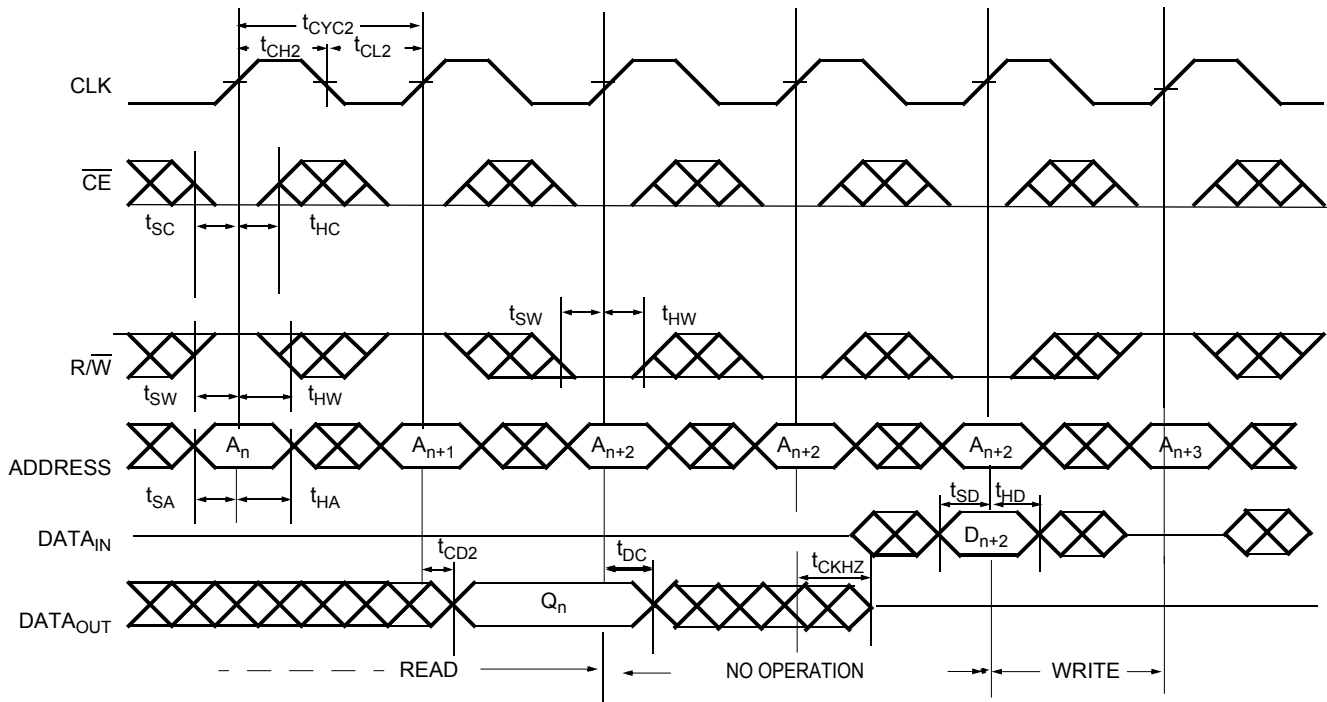 tCYC2
tCH2 tCL2
CLK
CE
tSC tHC
tSW tHW
R/W
tSW tHW
An An+1 An+2 An+2 An+2 An+3
ADDRESS
tSA tHA tSD tHD
DATAIN Dn+2
tCD2 tDC tCKHZ
Qn
DATAOUT
READ NO OPERATION WRITE